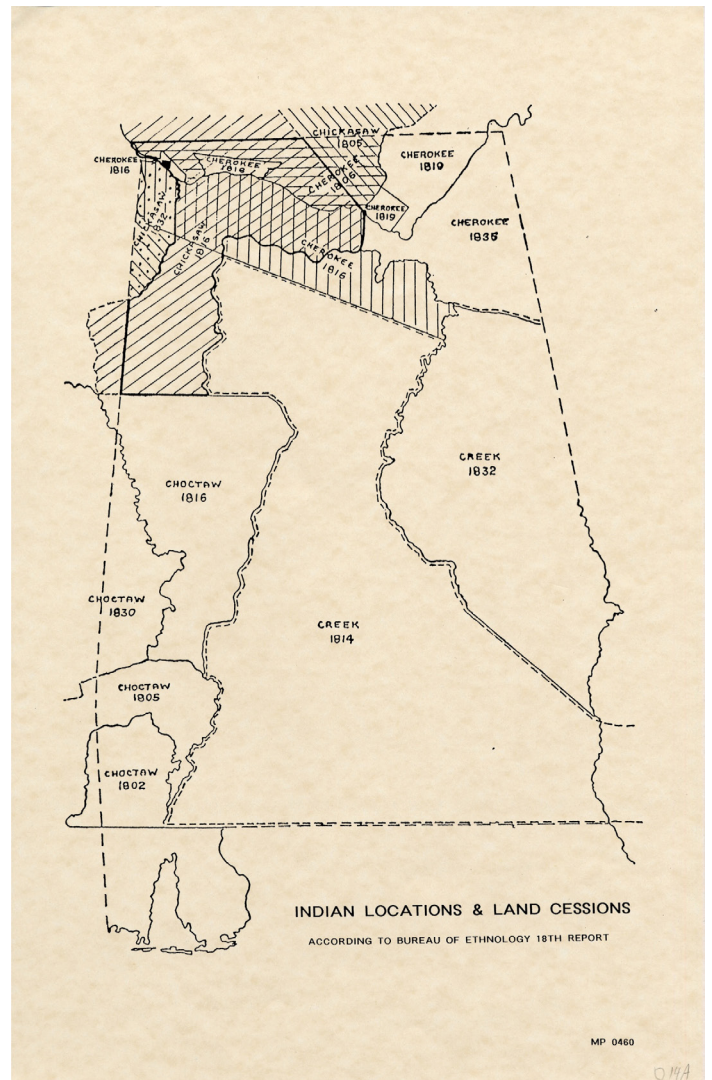 CHICKASAW
1805
CHEROKEE
1816
CHEROKEE
1819
CHEROKEE
1806
CHEROKEE
1819
CHEROKEE
1819
CHEROKEE
1835
CHICKASAW
1832
CHICKASAW
1816
CHEROKEE
1816
CREEK
1832
CHOCTAW
1816
CHOCTAW
1830
CREEK
1814
CHOCTAW
1805
CHOCTAW
1802
INDIAN LOCATIONS & LAND CESSIONS
ACCORDING TO BUREAU OF ETHNOLOGY 18TH REPORT
MP 0460